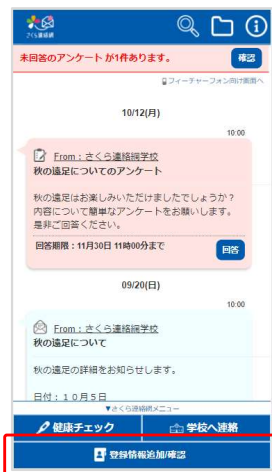 さくら連絡網
未回答のアンケートが1件あります。 確認
フィーチャーフォン向け画面へ
10/12(月)
10:00
From：さくら連絡網学校
秋の遠足についてのアンケート
秋の遠足はお楽しみいただけましたでしょうか？
内容について簡単なアンケートをお願いします。
是非ご回答ください。
回答期限：11月30日 11時00分まで 回答
09/20(日)
10:00
From：さくら連絡網学校
秋の遠足について
秋の遠足の詳細をお知らせします。
日付：１０月５日
▼さくら連絡網メニュー
健康チェック 学校へ連絡
登録情報追加/確認